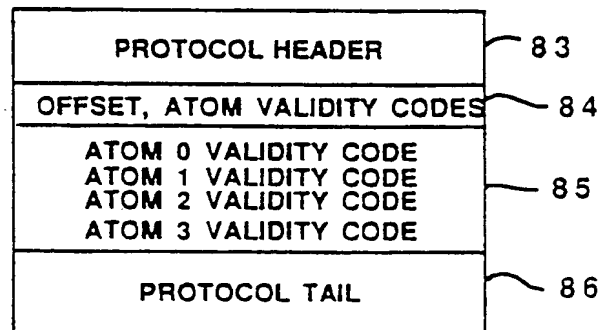 PROTOCOL HEADER 83
OFFSET, ATOM VALIDITY CODES 84
ATOM 0 VALIDITY CODE
ATOM 1 VALIDITY CODE
ATOM 2 VALIDITY CODE 85
ATOM 3 VALIDITY CODE
PROTOCOL TAIL 86